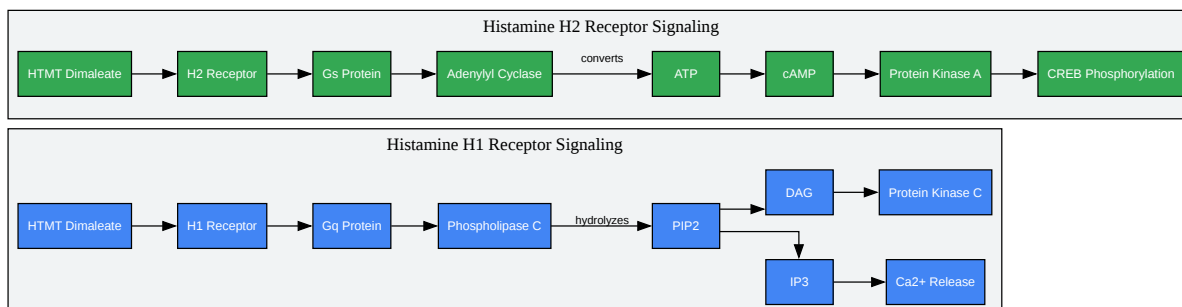 Histamine H2 Receptor Signaling
HTMT Dimaleate
H2 Receptor
Gs Protein
Adenylyl Cyclase
converts
ATP
cAMP
Protein Kinase A
CREB Phosphorylation
Histamine H1 Receptor Signaling
HTMT Dimaleate
H1 Receptor
Gq Protein
Phospholipase C
hydrolyzes
PIP2
DAG
Protein Kinase C
IP3
Ca2+ Release